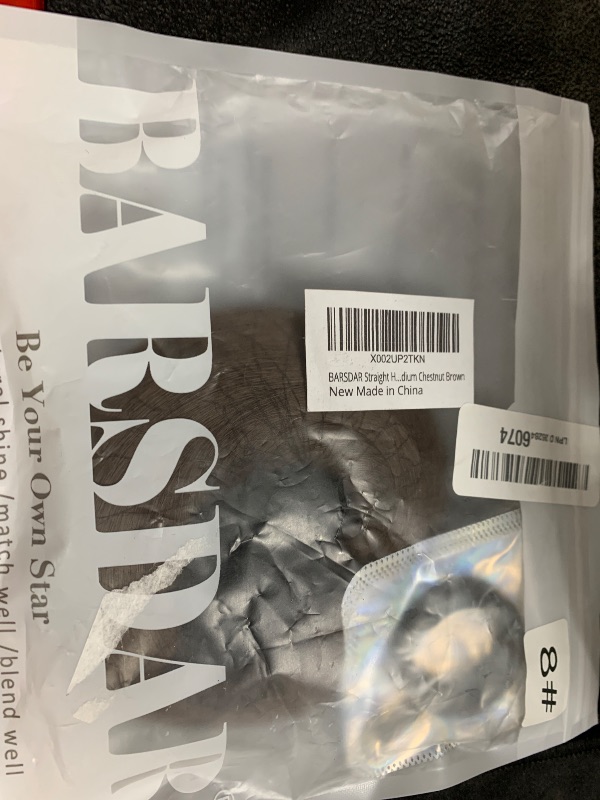 BARSDAR
Be Your Own Star
shine /match well /blend well
X002UP2TKN
BARSDAR Straight H...dium Chestnut Brown
New Made in China
6074
8#